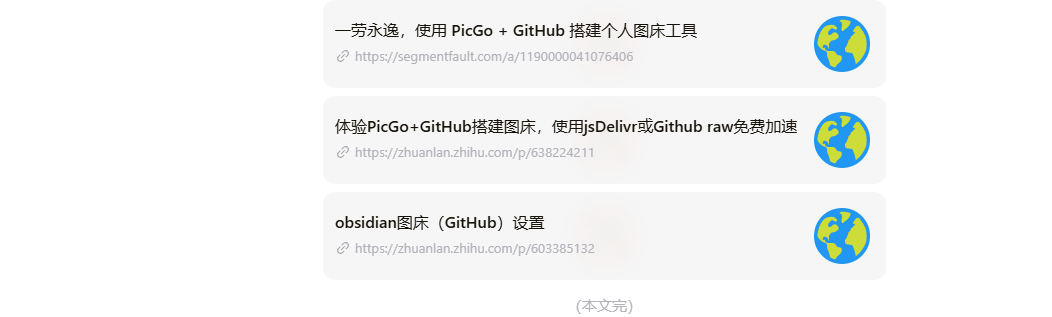 一劳永逸，使用 PicGo + GitHub 搭建个人图床工具
https://segmentfault.com/a/1190000041076406
体验PicGo+GitHub搭建图床，使用jsDelivr或Github raw免费加速
https://zhuanlan.zhihu.com/p/638224211
obsidian图床（GitHub）设置
https://zhuanlan.zhihu.com/p/603385132
(本文完)